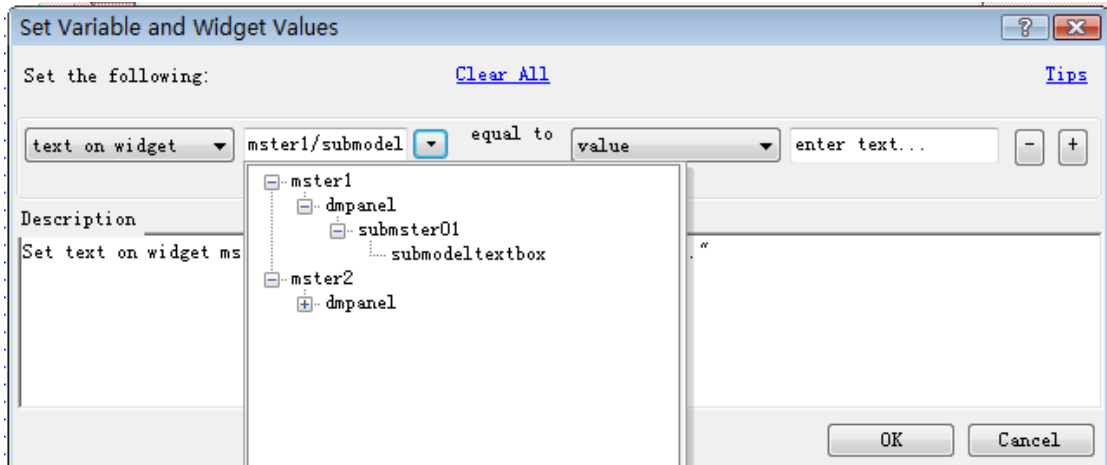 Set Variable and Widget Values
Set the following: Clear All Tips
text on widget mster1/submodel equal to value enter text... - +
mster1
dmpanel
submster01
submodeltextbox
mster2
dmpanel
Description
Set text on widget ms ."
OK Cancel